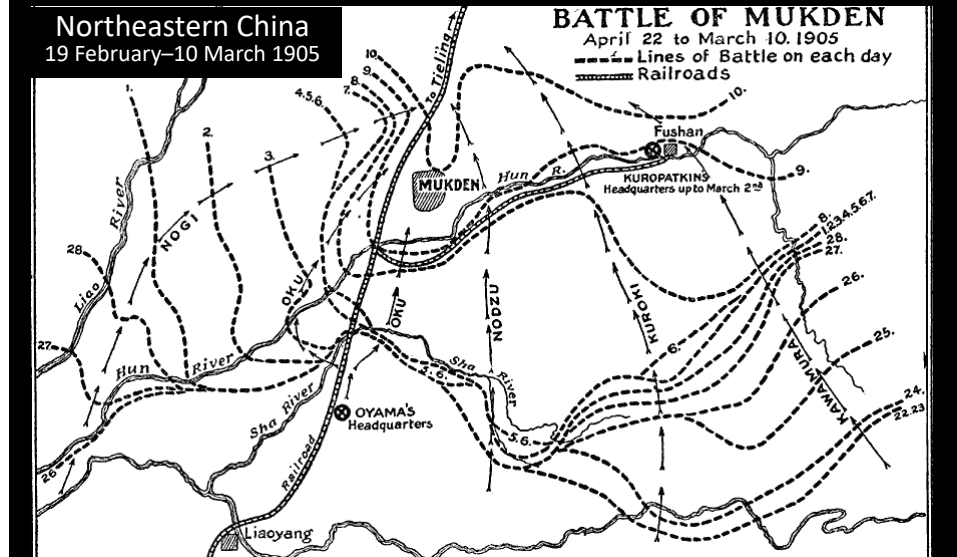 Northeastern China
19 February–10 March 1905
BATTLE OF MUKDEN
April 22 to March 10. 1905
Lines of Battle on each day
Railroads
To Tieling
1.
2.
3.
4.5.6.
7.
8.
9.
10.
10.
9.
Fushan
KUROPATKINS
Headquarters up to March 2nd
MUKDEN
Hun R.
Liao River
NOGI
28.
27.
26
Hun River
OKU
OKU
NODZU
KUROKI
KAWAMURA
8.
1.2.3.4.5.6.7.
28.
27.
26.
25.
24.
22.23
6.
5.6.
Sha River
Sha River
OYAMA'S
Headquarters
Railroad
Liaoyang